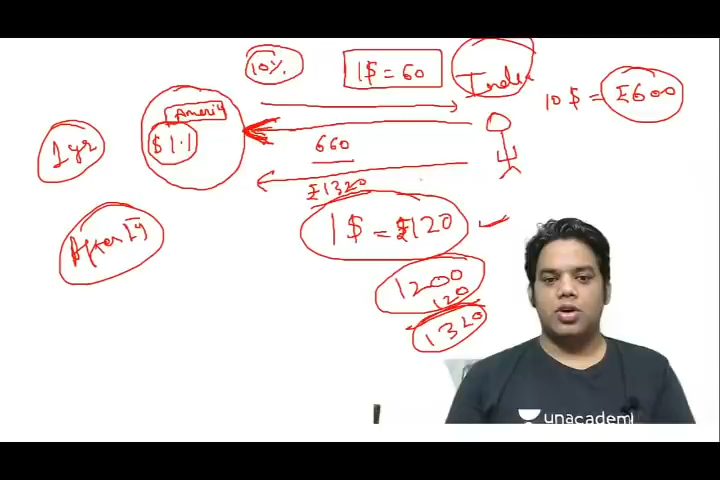 10%
1$ = 60
India
10$ = ₤600
Ameri
$1.1
1yr
660
₤1320
1$ = ₤120
After 1y
1200
120
1320
unacademy